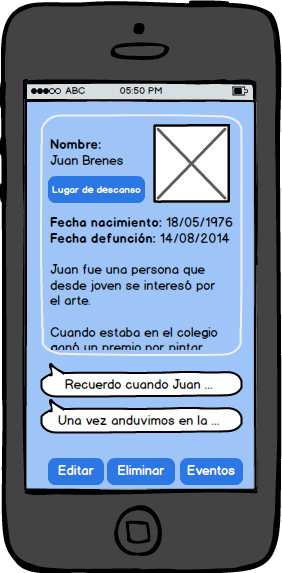 ABC 05:50 PM
Nombre:
Juan Brenes
Lugar de descanso
Fecha nacimiento: 18/05/1976
Fecha defunción: 14/08/2014
Juan fue una persona que
desde joven se interesó por
el arte.
Cuando estaba en el colegio
ganó un premio por pintar
Recuerdo cuando Juan ...
Una vez anduvimos en la ...
Editar Eliminar Eventos